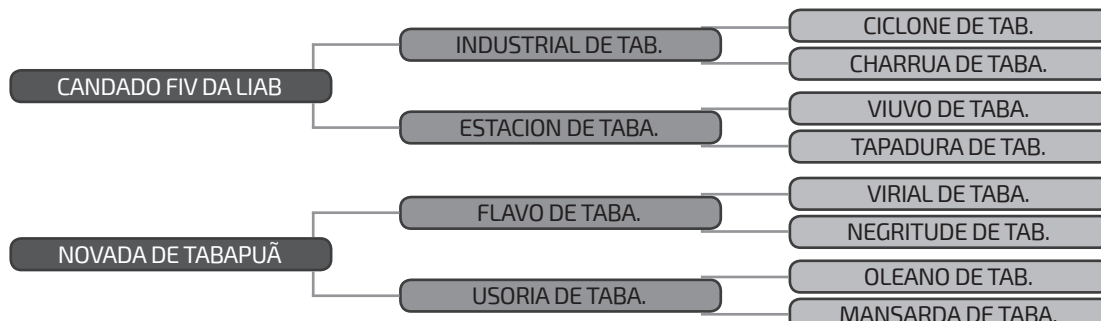 CANDADO FIV DA LIAB
INDUSTRIAL DE TAB.
CICLONE DE TAB.
CHARRUA DE TABA.
ESTACION DE TABA.
VIUVO DE TABA.
TAPADURA DE TAB.
NOVADA DE TABAPUÃ
FLAVO DE TABA.
VIRIAL DE TABA.
NEGRITUDE DE TAB.
USORIA DE TABA.
OLEANO DE TAB.
MANSARDA DE TABA.